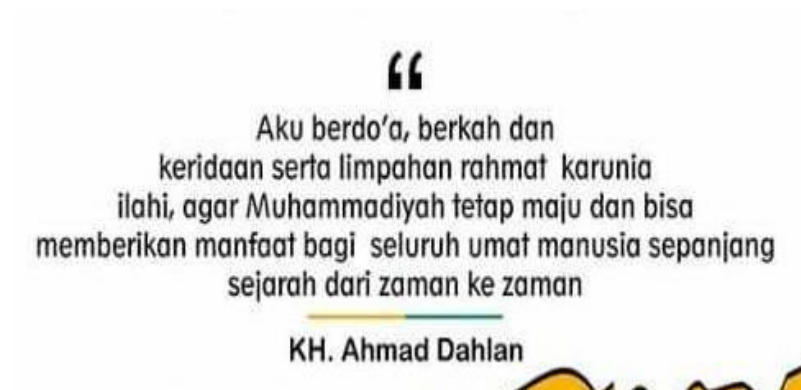 “
Aku berdo'a, berkah dan
keridaan serta limpahan rahmat karunia
ilahi, agar Muhammadiyah tetap maju dan bisa
memberikan manfaat bagi seluruh umat manusia sepanjang
sejarah dari zaman ke zaman
KH. Ahmad Dahlan